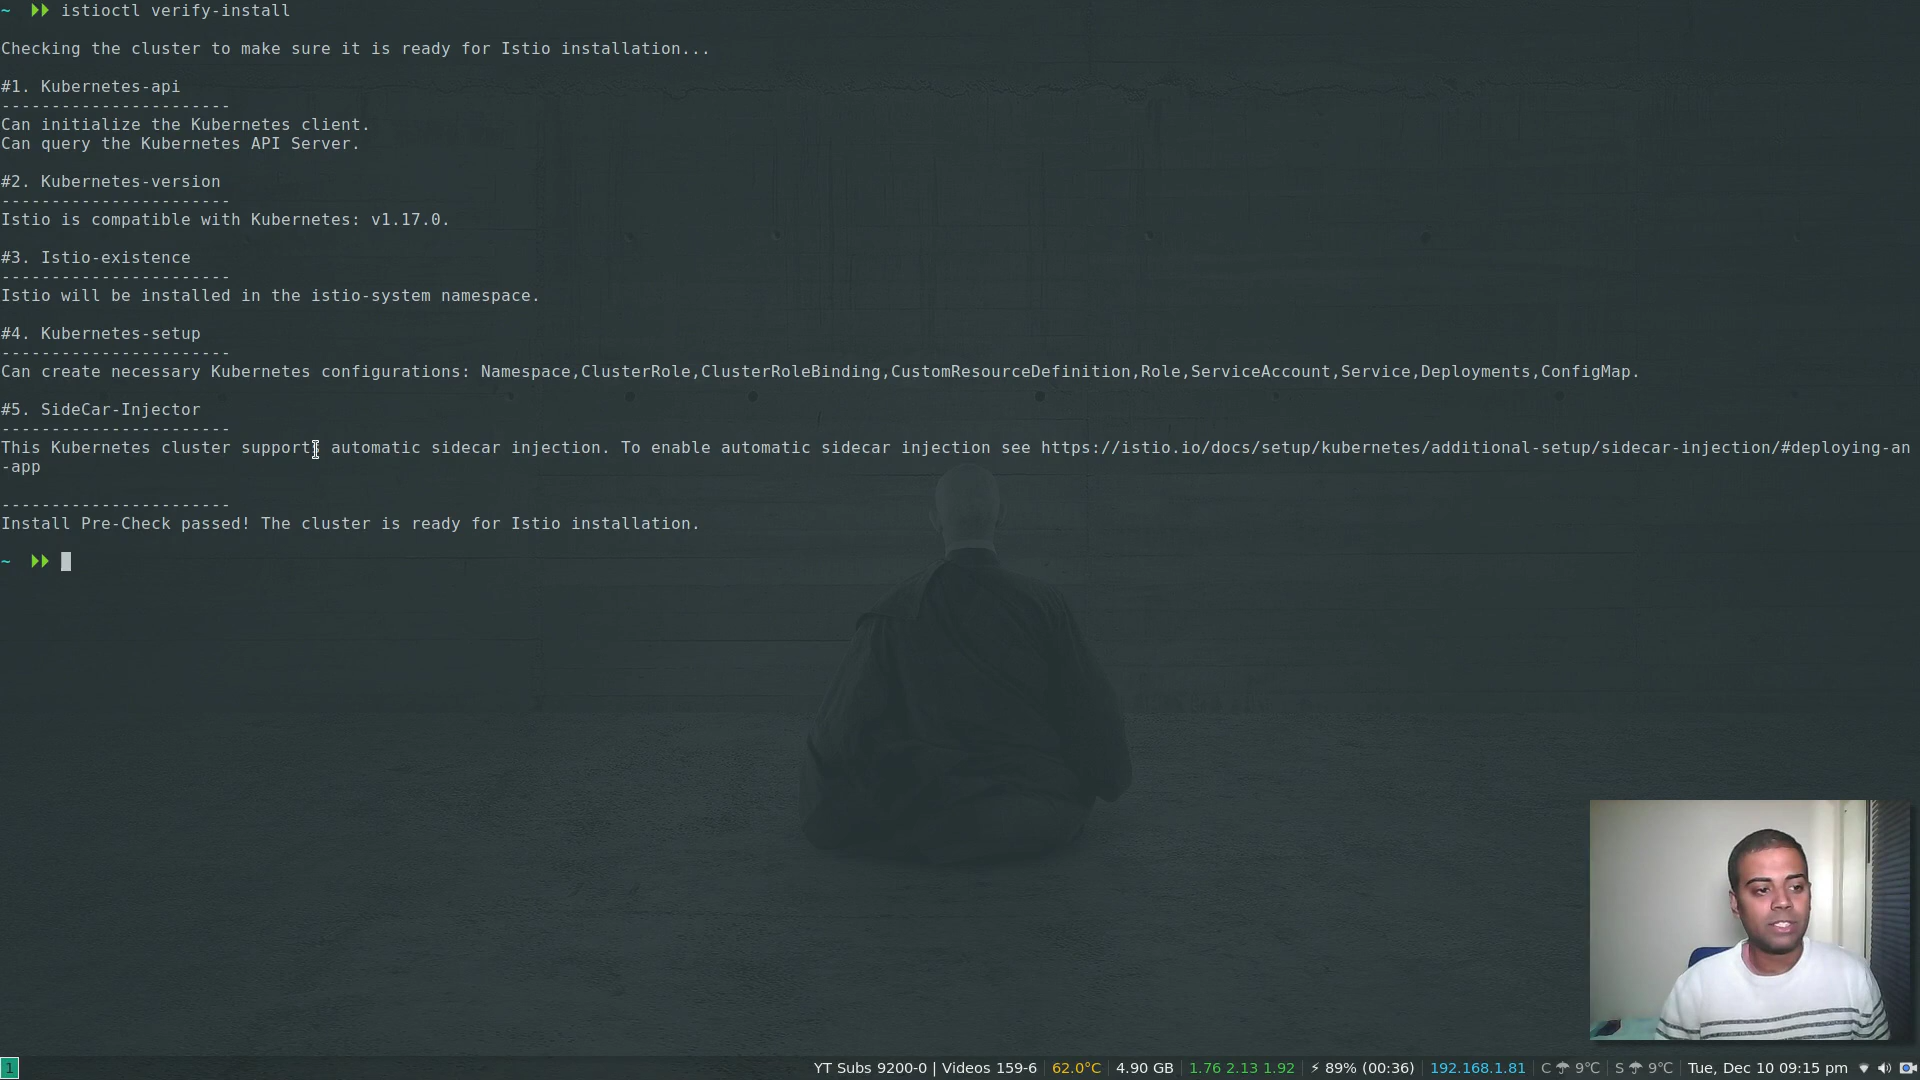 ~ istioctl verify-install
Checking the cluster to make sure it is ready for Istio installation...
#1. Kubernetes-api
-----------------------
Can initialize the Kubernetes client.
Can query the Kubernetes API Server.
#2. Kubernetes-version
-----------------------
Istio is compatible with Kubernetes: v1.17.0.
#3. Istio-existence
-----------------------
Istio will be installed in the istio-system namespace.
#4. Kubernetes-setup
-----------------------
Can create necessary Kubernetes configurations: Namespace,ClusterRole,ClusterRoleBinding,CustomResourceDefinition,Role,ServiceAccount,Service,Deployments,ConfigMap.
#5. SideCar-Injector
-----------------------
This Kubernetes cluster supports automatic sidecar injection. To enable automatic sidecar injection see https://istio.io/docs/setup/kubernetes/additional-setup/sidecar-injection/#deploying-an
-app
-----------------------
Install Pre-Check passed! The cluster is ready for Istio installation.
~
1 YT Subs 9200-0 | Videos 159-6 62.0°C 4.90 GB 1.76 2.13 1.92 ⚡ 89% (00:36) 192.168.1.81 C ☂ 9℃ S ☂ 9℃ Tue, Dec 10 09:15 pm